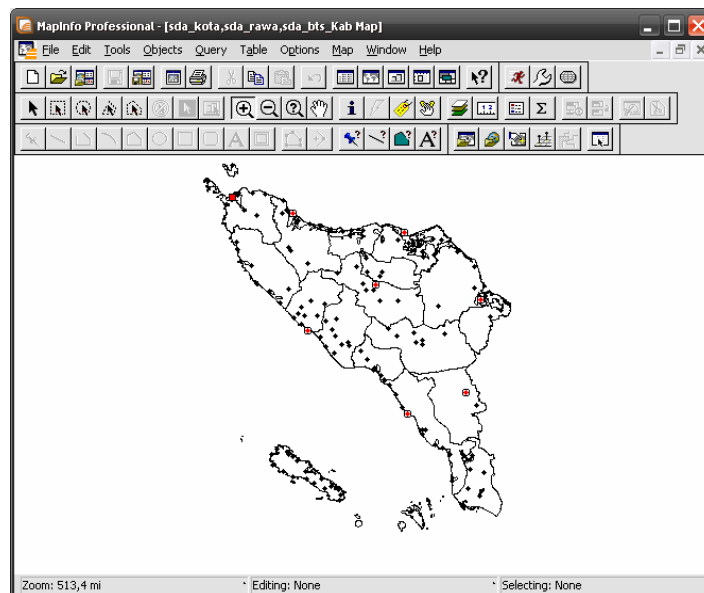 MapInfo Professional - [sda_kota,sda_rawa,sda_bts_Kab Map]
File Edit Tools Objects Query Table Options Map Window Help
Zoom: 513,4 mi Editing: None Selecting: None